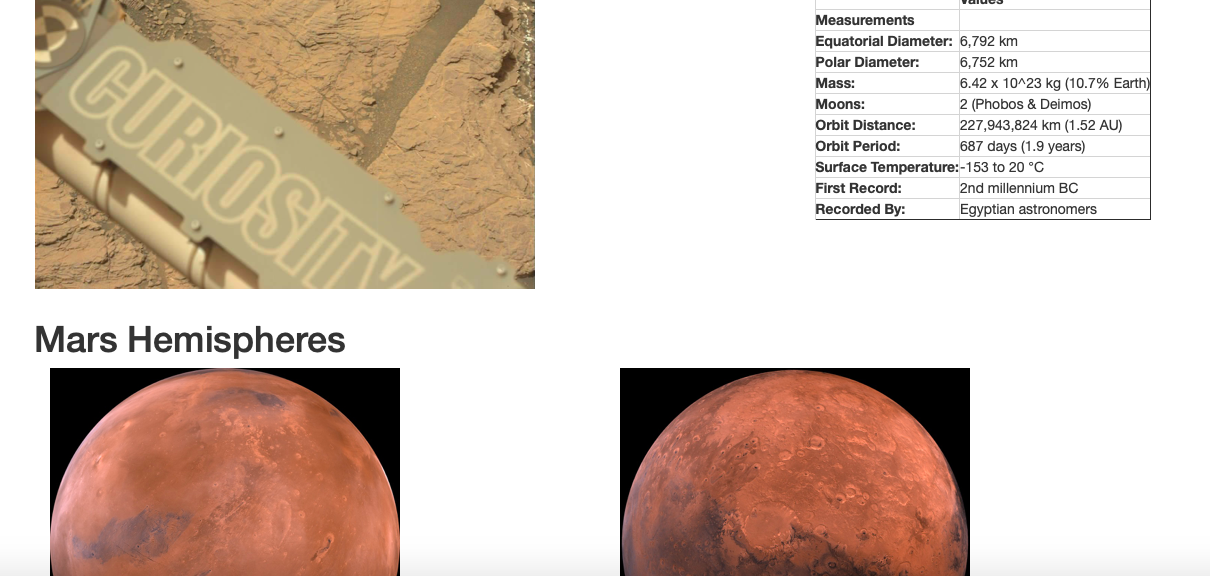 CURIOSITY
Values
Measurements
Equatorial Diameter: 6,792 km
Polar Diameter: 6,752 km
Mass: 6.42 x 10^23 kg (10.7% Earth)
Moons: 2 (Phobos & Deimos)
Orbit Distance: 227,943,824 km (1.52 AU)
Orbit Period: 687 days (1.9 years)
Surface Temperature: -153 to 20 °C
First Record: 2nd millennium BC
Recorded By: Egyptian astronomers
Mars Hemispheres